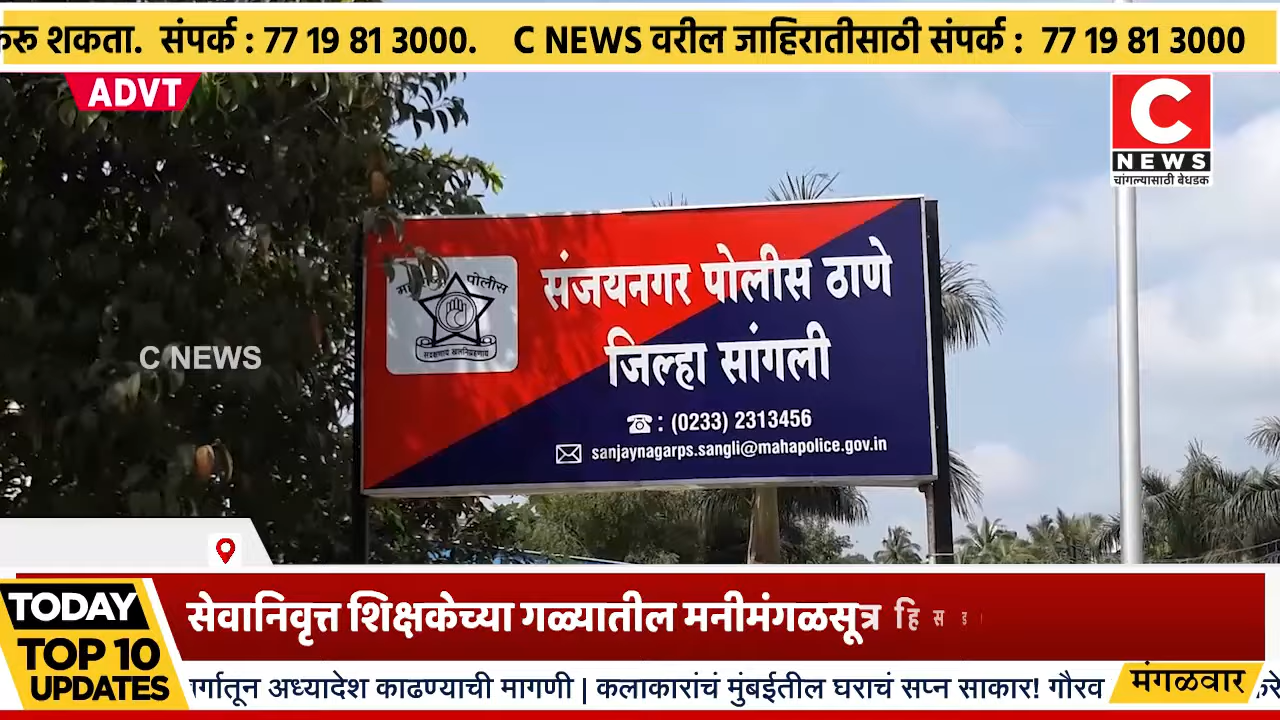 करू शकता. संपर्क : 77 19 81 3000. C NEWS वरील जाहिरातीसाठी संपर्क : 77 19 81 3000
ADVT
C
NEWS
चांगल्यासाठी बेधडक
पोलीस
संजयनगर पोलीस ठाणे
जिल्हा सांगली
: (0233) 2313456
sanjaynagarps.sangli@mahapolice.gov.in
C NEWS
TODAY
TOP 10
UPDATES
सेवानिवृत्त शिक्षकेच्या गळ्यातील मनीमंगळसूत्र हि स
अध्यादेश काढण्याची मागणी | कलाकारांचं मुंबईतील घराचं सप्न साकार! गौरव
मंगळवार